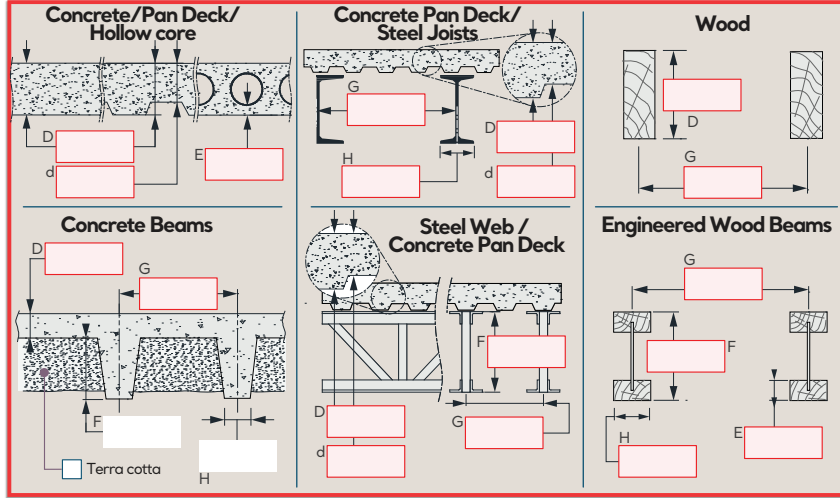 Concrete/Pan Deck/
Hollow core
D
d
E
Concrete Pan Deck/
Steel Joists
G
H
D
d
Wood
D
G
Concrete Beams
D
G
F
H
Terra cotta
Steel Web /
Concrete Pan Deck
F
D
G
d
Engineered Wood Beams
G
F
H
E